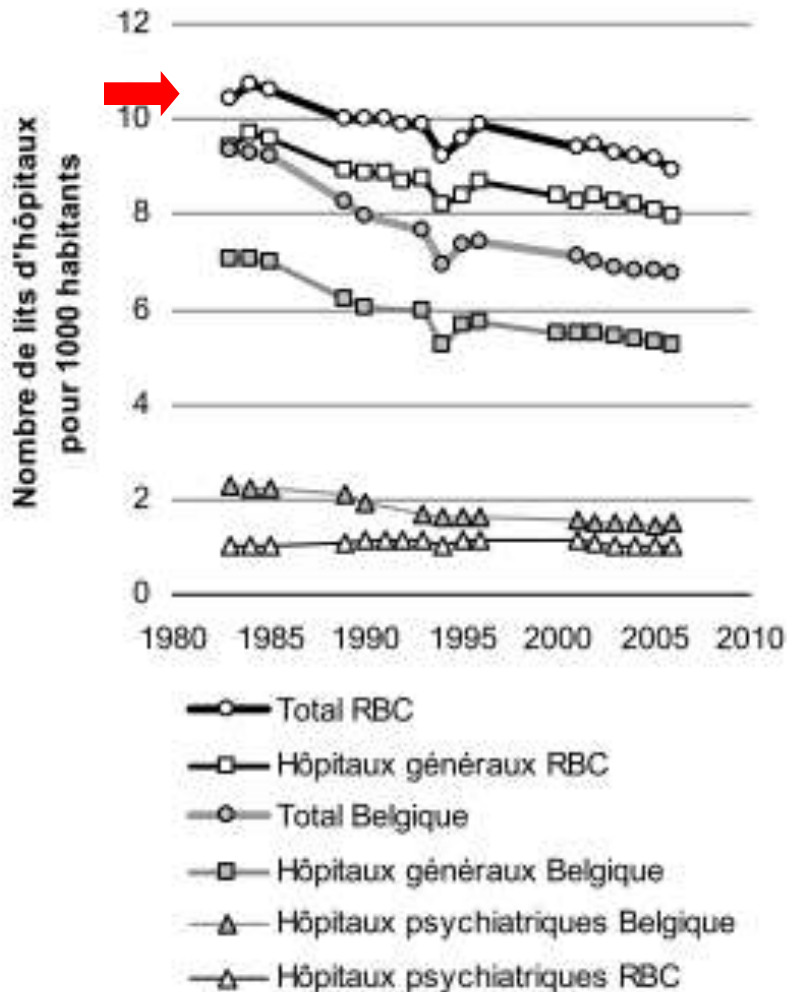 12
10
8
6
4
2
0
Nombre de lits d'hôpitaux
pour 1000 habitants
1980 1985 1990 1995 2000 2005 2010
Total RBC
Hôpitaux généraux RBC
Total Belgique
Hôpitaux généraux Belgique
Hôpitaux psychiatriques Belgique
Hôpitaux psychiatriques RBC